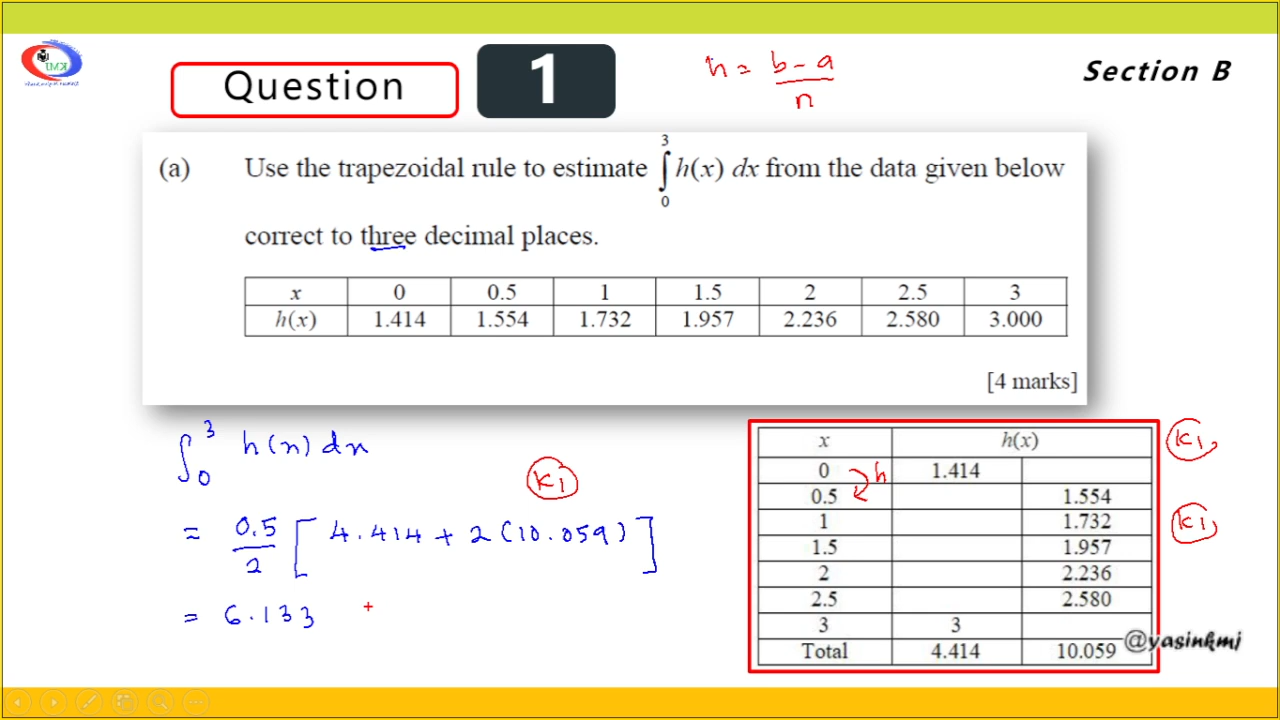 Question
1
h = b - a / n
Section B
(a) Use the trapezoidal rule to estimate ∫₀³ h(x) dx from the data given below
correct to three decimal places.
x 0 0.5 1 1.5 2 2.5 3
h(x) 1.414 1.554 1.732 1.957 2.236 2.580 3.000
[4 marks]
∫₀³ h(x) dx
K1
= 0.5/2 [ 4.414 + 2 (10.059) ]
= 6.133
x h(x)
K1
0 1.414
h
0.5 1.554
1 1.732
K1
1.5 1.957
2 2.236
2.5 2.580
3 3
Total 4.414 10.059
@yasinkmj